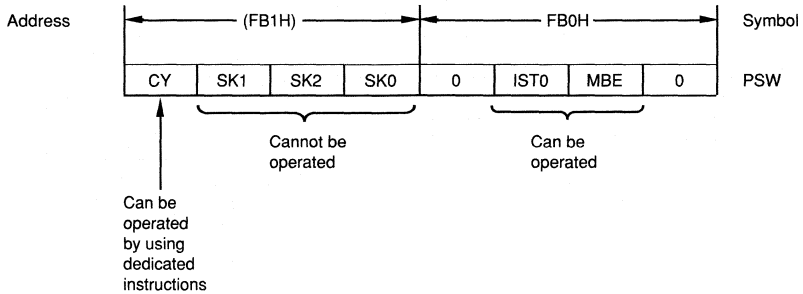 Address (FB1H) FB0H Symbol
CY SK1 SK2 SK0 0 IST0 MBE 0 PSW
Cannot be
operated
Can be
operated
Can be
operated
by using
dedicated
instructions